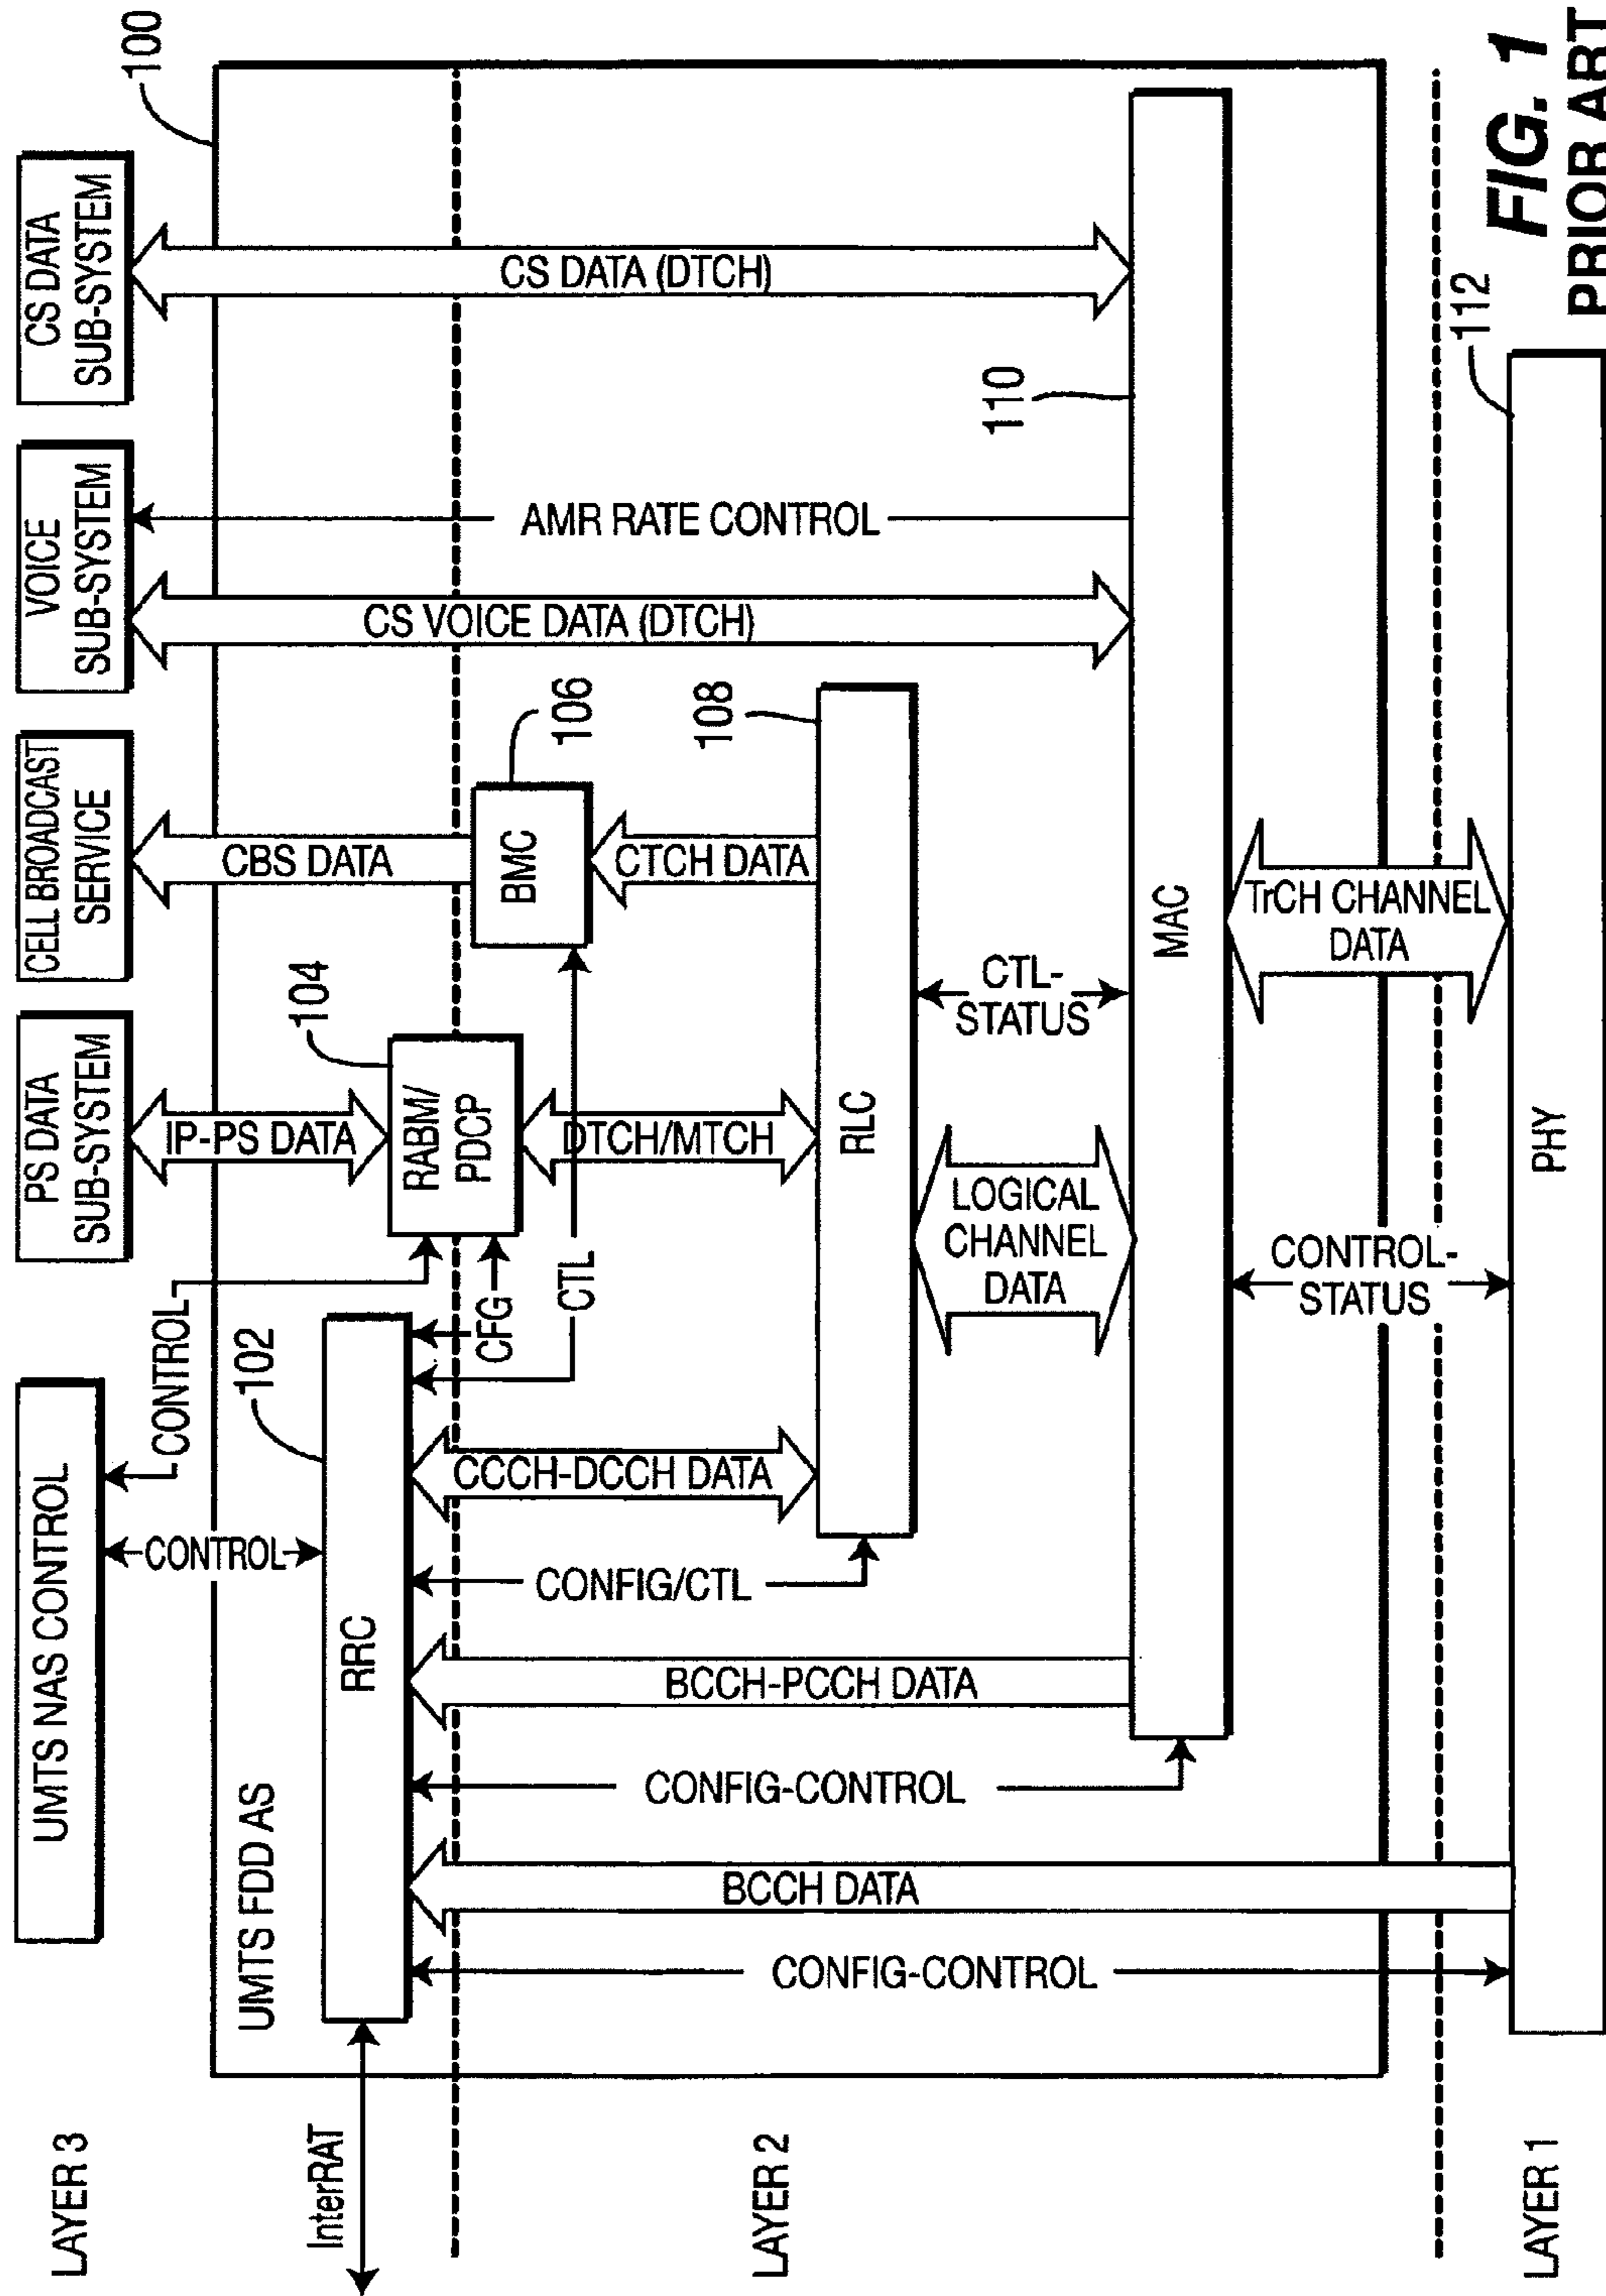 LAYER 3
UMTS NAS CONTROL
PS DATA
SUB-SYSTEM
CELL BROADCAST
SERVICE
VOICE
SUB-SYSTEM
CS DATA
SUB-SYSTEM
100
CONTROL
CONTROL
InterRAT
UMTS FDD AS
102
RRC
IP-PS DATA
104
RABM/
PDCP
CBS DATA
BMC
106
CFG
CTL
DTCH/MTCH
CTCH DATA
CS VOICE DATA (DTCH)
AMR RATE CONTROL
CS DATA (DTCH)
LAYER 2
CONFIG-CONTROL
BCCH DATA
CONFIG-CONTROL
BCCH-PCCH DATA
CONFIG/CTL
CCCH-DCCH DATA
108
RLC
LOGICAL
CHANNEL
DATA
CTL-
STATUS
110
MAC
CONTROL-
STATUS
TrCH CHANNEL
DATA
112
LAYER 1
PHY
FIG. 1
PRIOR ART